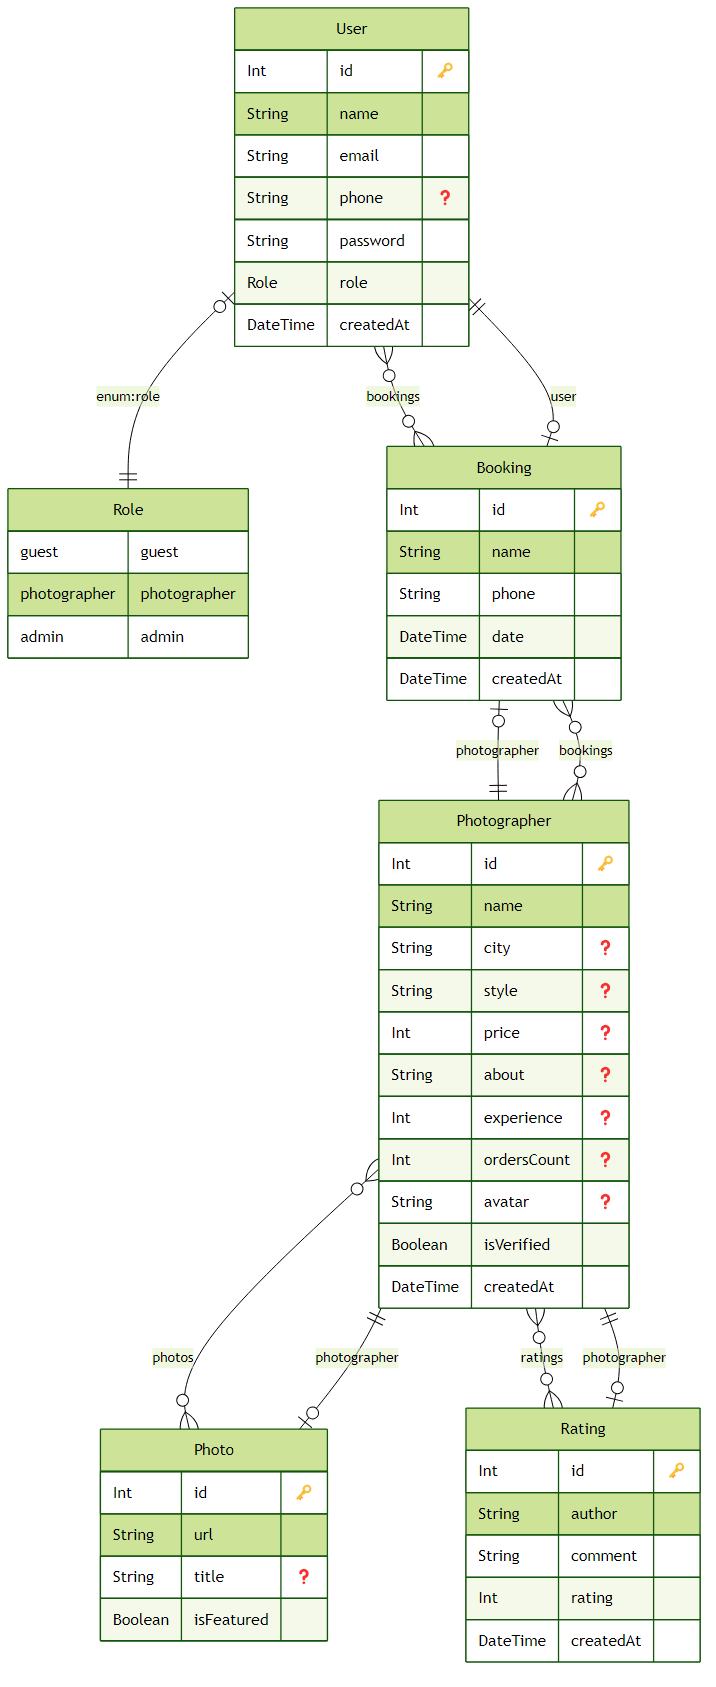 User
Int id 🔑
String name
String email
String phone ❓
String password
Role role
DateTime createdAt
enum:role
bookings
user
Role
guest guest
photographer photographer
admin admin
Booking
Int id 🔑
String name
String phone
DateTime date
DateTime createdAt
photographer
bookings
Photographer
Int id 🔑
String name
String city ❓
String style ❓
Int price ❓
String about ❓
Int experience ❓
Int ordersCount ❓
String avatar ❓
Boolean isVerified
DateTime createdAt
photos
photographer
ratings
photographer
Photo
Int id 🔑
String url
String title ❓
Boolean isFeatured
Rating
Int id 🔑
String author
String comment
Int rating
DateTime createdAt